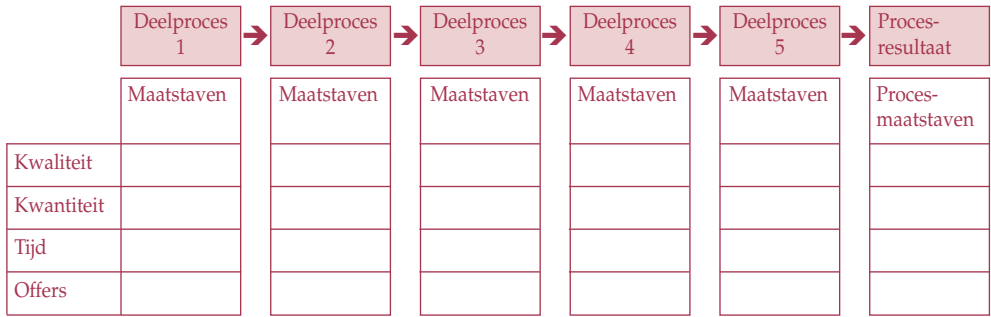 Deelproces
1
Deelproces
2
Deelproces
3
Deelproces
4
Deelproces
5
Proces-
resultaat
Maatstaven
Maatstaven
Maatstaven
Maatstaven
Maatstaven
Proces-
maatstaven
Kwaliteit
Kwantiteit
Tijd
Offers